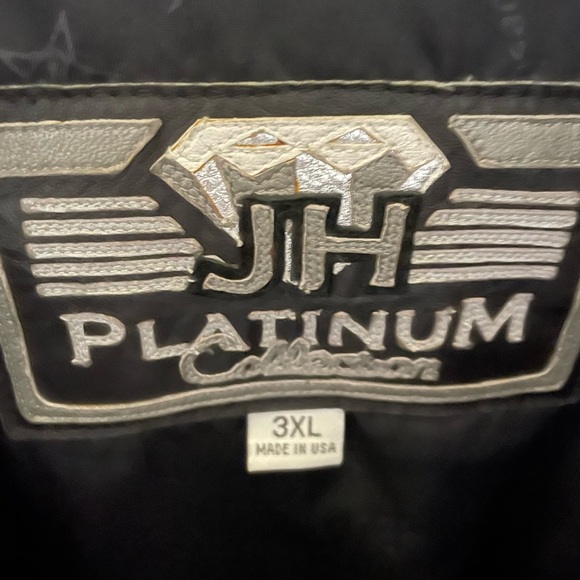 JH
PLATINUM
Collection
3XL
MADE IN USA